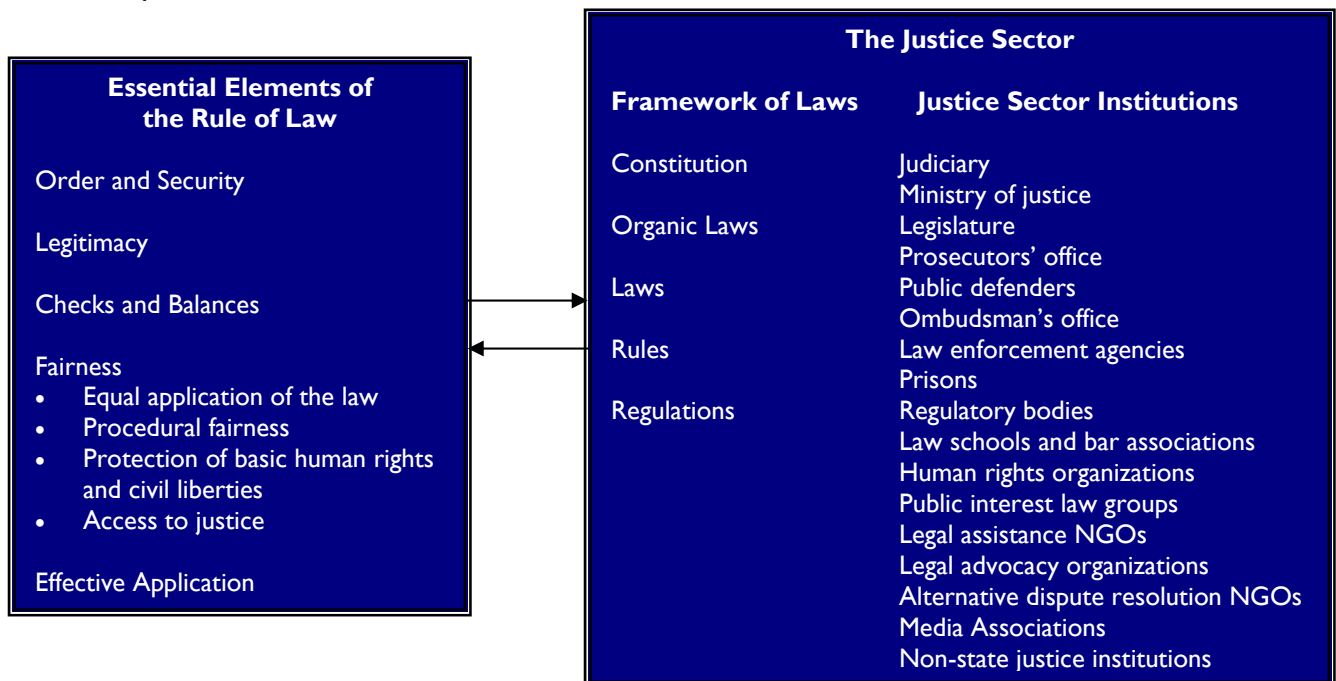 Essential Elements of
the Rule of Law
Order and Security
Legitimacy
Checks and Balances
Fairness
• Equal application of the law
• Procedural fairness
• Protection of basic human rights
and civil liberties
• Access to justice
Effective Application
The Justice Sector
Framework of Laws Justice Sector Institutions
Constitution Judiciary
Ministry of justice
Organic Laws Legislature
Prosecutors’ office
Laws Public defenders
Ombudsman’s office
Rules Law enforcement agencies
Prisons
Regulations Regulatory bodies
Law schools and bar associations
Human rights organizations
Public interest law groups
Legal assistance NGOs
Legal advocacy organizations
Alternative dispute resolution NGOs
Media Associations
Non-state justice institutions